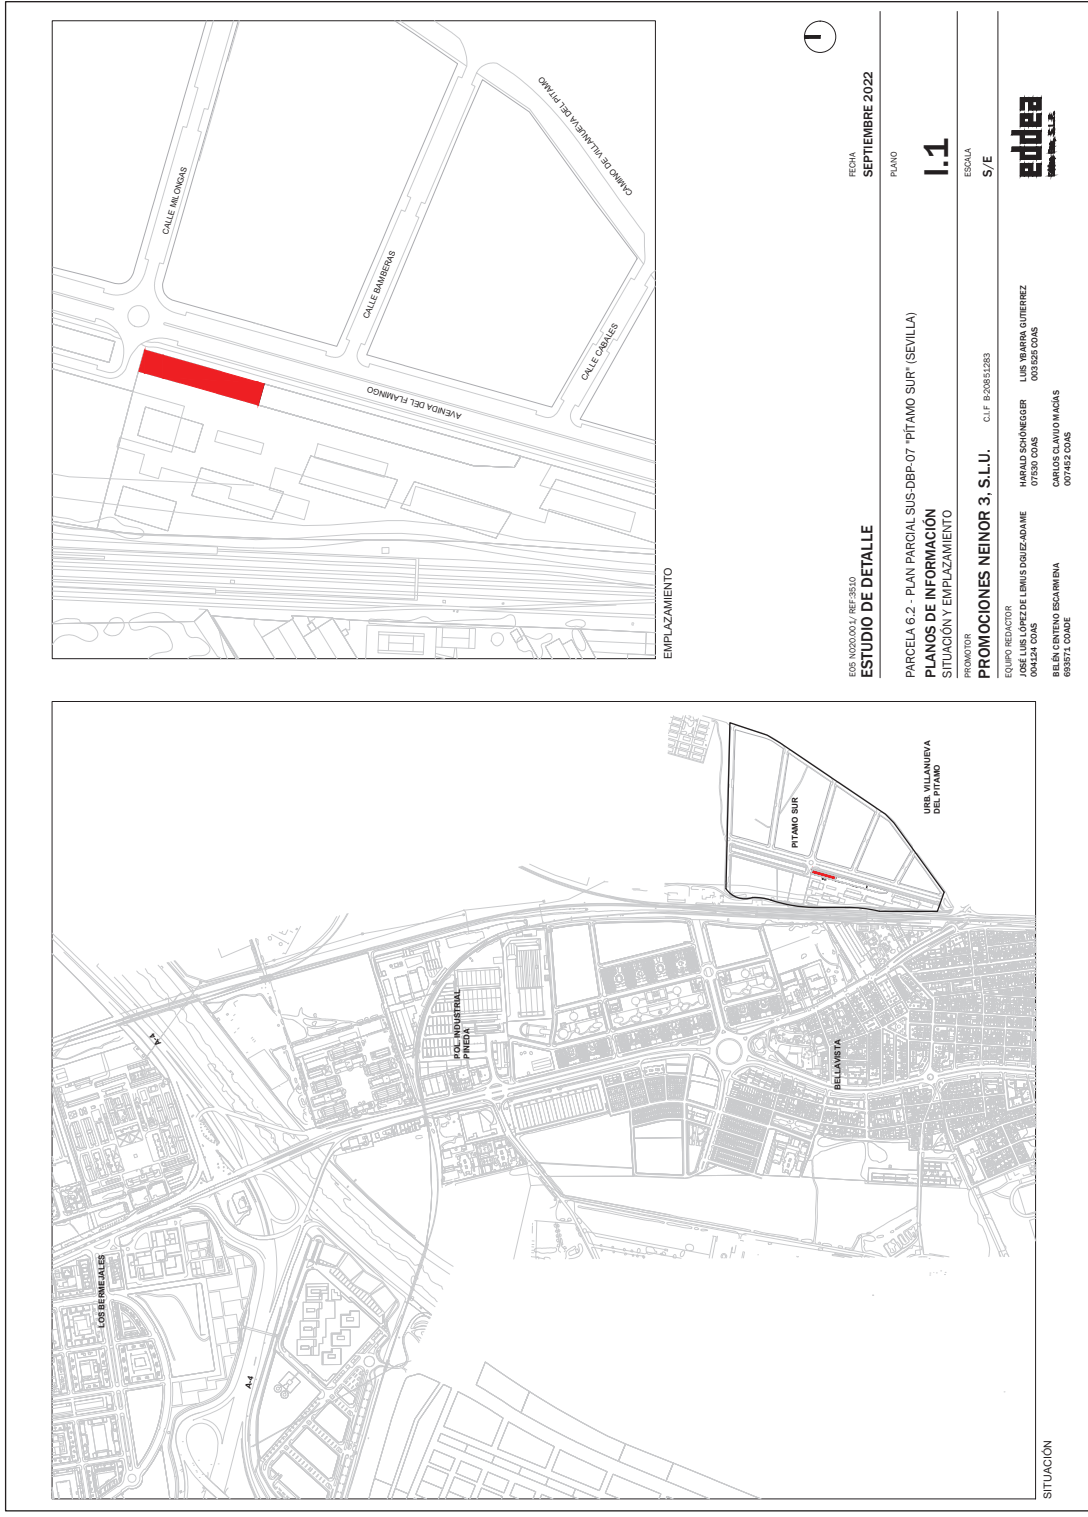 CALLE MILONGAS
CALLE BAMBERAS
CALLE CABALES
CAMINO DE VILLANUEVA DEL PITAMO
AVENIDA DEL FLAMINGO
EMPLAZAMIENTO
LOS BERMEJALES
A-4
A-4
POL. INDUSTRIAL
PINEDA
BELLAVISTA
PITAMO SUR
URB. VILLANUEVA
DEL PITAMO
SITUACIÓN
E05 NO20.001/ REF:3510
ESTUDIO DE DETALLE
FECHA
SEPTIEMBRE 2022
PARCELA 6.2 - PLAN PARCIAL SUS-DBP-07 "PÍTAMO SUR" (SEVILLA)
PLANOS DE INFORMACIÓN
SITUACIÓN Y EMPLAZAMIENTO
PLANO
I.1
PROMOTOR
PROMOCIONES NEINOR 3, S.L.U.
C.I.F B-20851283
ESCALA
S/E
EQUIPO REDACTOR
JOSÉ LUIS LÓPEZ DE LEMUS DGUEZ-ADAME
004124 COAS
HARALD SCHÖNEGGER
07530 COAS
LUIS YBARRA GUTIERREZ
003525 COAS
BELÉN CENTENO ESCARMENA
693571 COADE
CARLOS CLAVIJO MACÍAS
007452 COAS
eddea